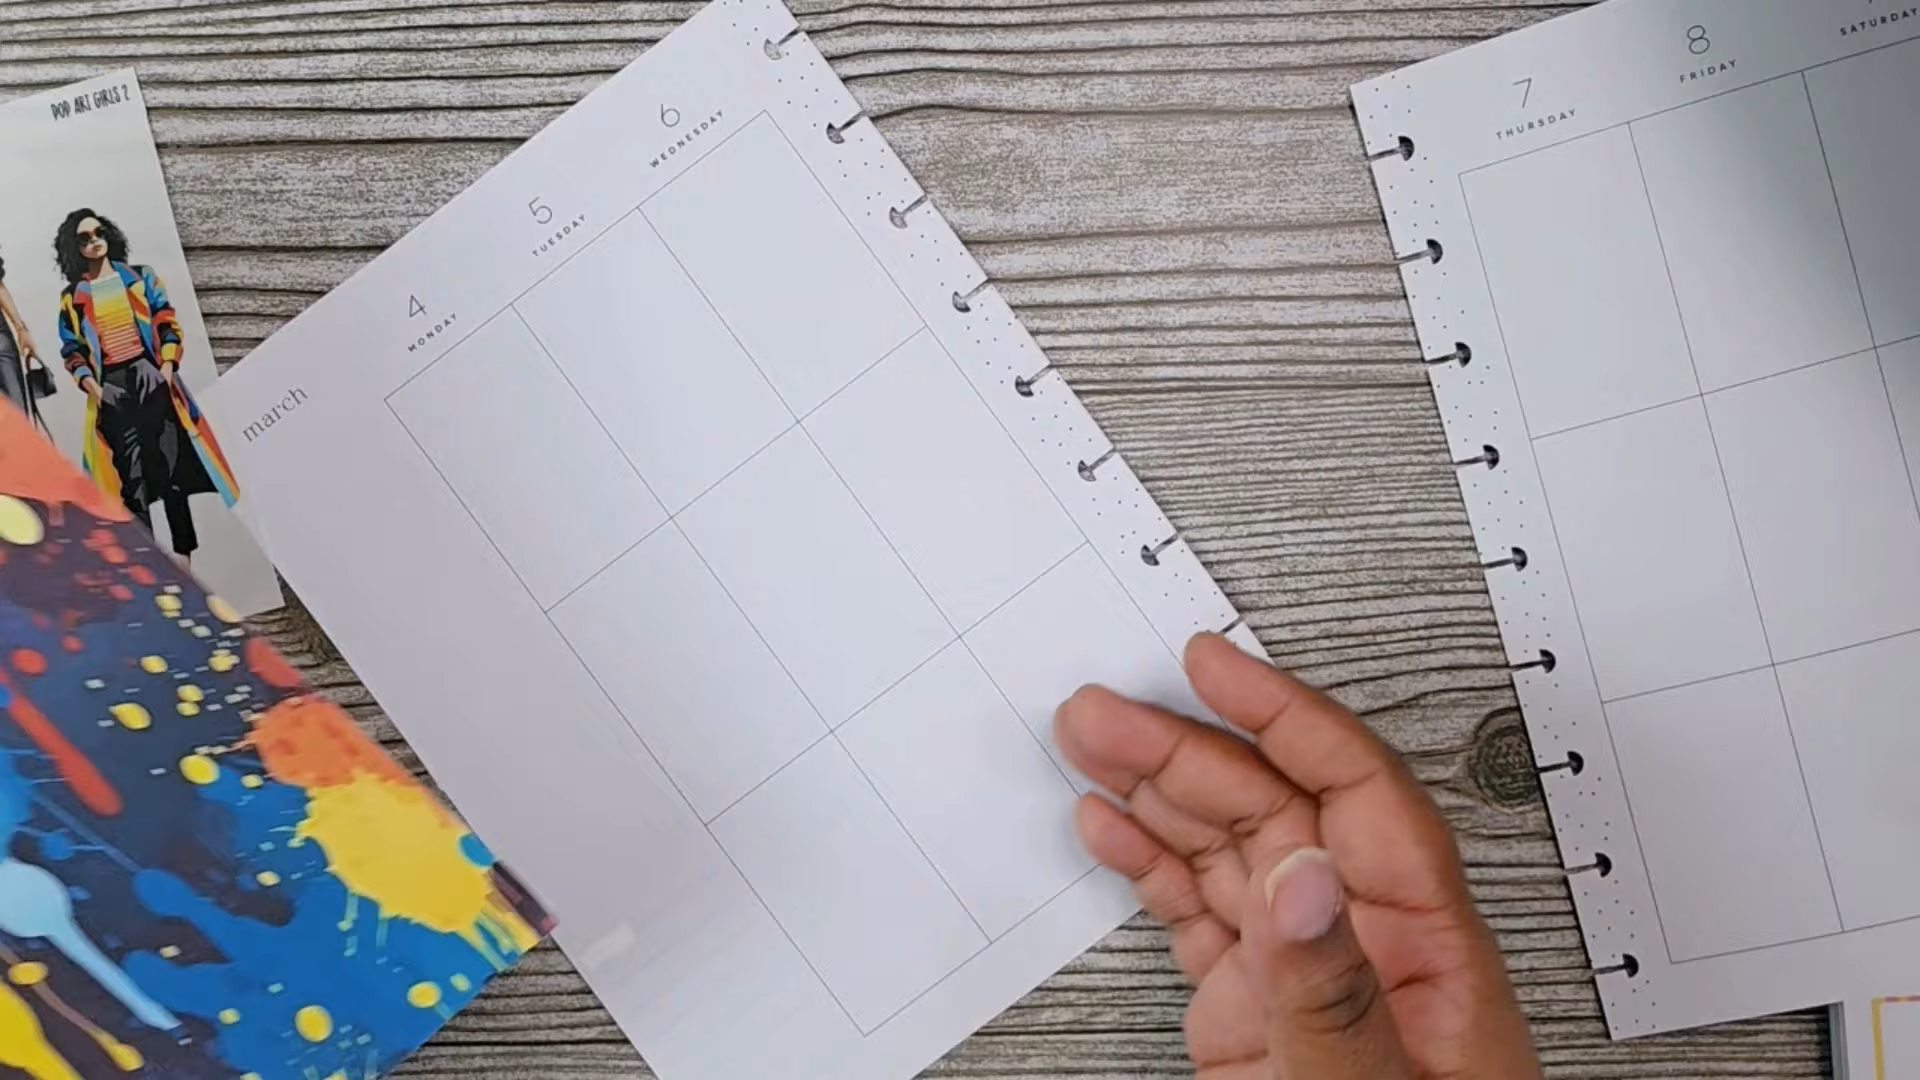 POP ART GIRLS 2
march
4
MONDAY
5
TUESDAY
6
WEDNESDAY
7
THURSDAY
8
FRIDAY
SATURDAY